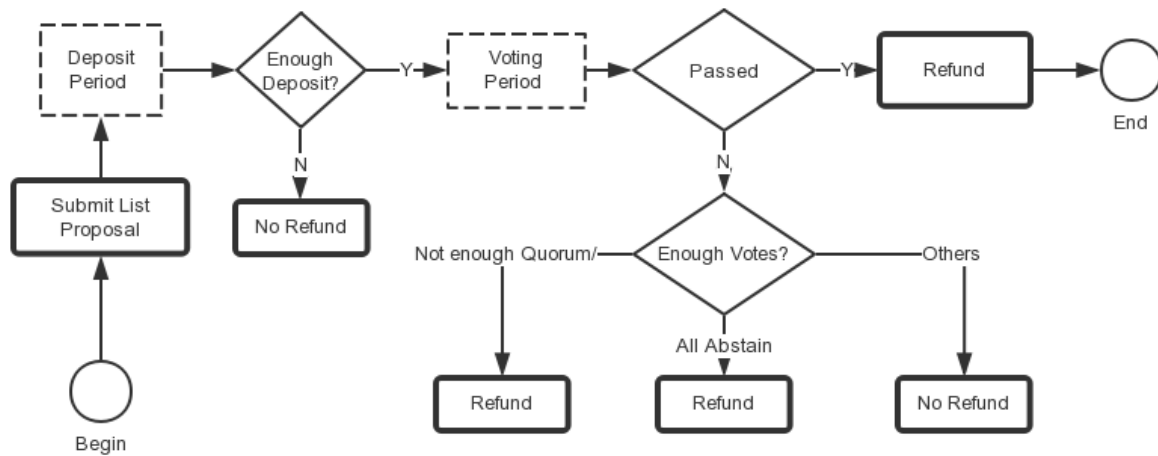 Deposit
Period
Enough
Deposit?
Y
Voting
Period
Passed
Y
Refund
End
N
N,
Submit List
Proposal
No Refund
Not enough Quorum/
Enough Votes?
Others
All Abstain
Refund
Refund
No Refund
Begin